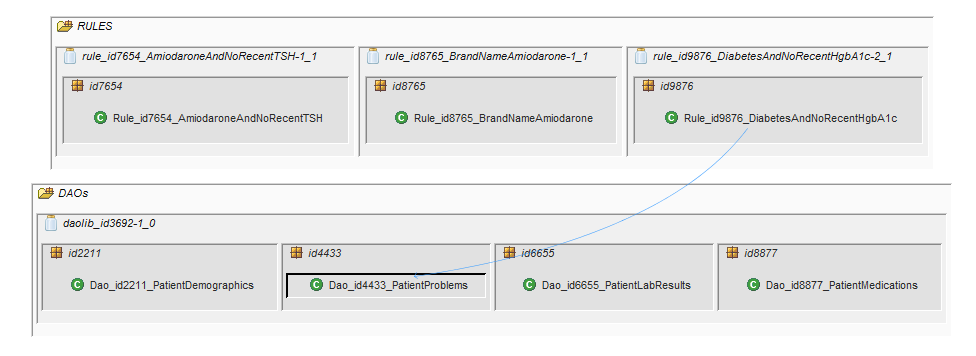 RULES
rule_id7654_AmiodaroneAndNoRecentTSH-1_1
rule_id8765_BrandNameAmiodarone-1_1
rule_id9876_DiabetesAndNoRecentHgbA1c-2_1
id7654
id8765
id9876
C Rule_id7654_AmiodaroneAndNoRecentTSH
C Rule_id8765_BrandNameAmiodarone
C Rule_id9876_DiabetesAndNoRecentHgbA1c
DAOs
daolib_id3692-1_0
id2211
id4433
id6655
id8877
C Dao_id2211_PatientDemographics
C Dao_id4433_PatientProblems
C Dao_id6655_PatientLabResults
C Dao_id8877_PatientMedications